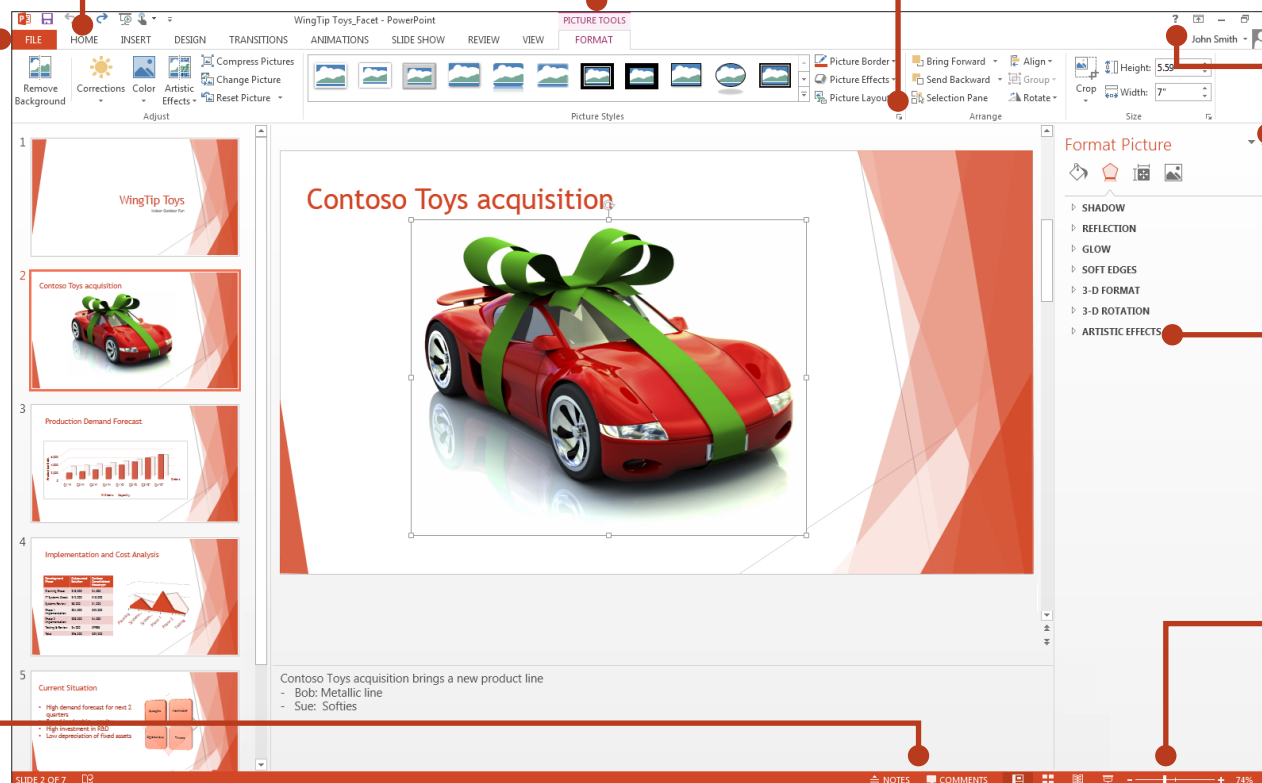 WingTip Toys_Facet - PowerPoint
PICTURE TOOLS
?
FILE HOME INSERT DESIGN TRANSITIONS ANIMATIONS SLIDE SHOW REVIEW VIEW FORMAT
John Smith
Remove Background
Corrections
Color
Artistic Effects
Compress Pictures
Change Picture
Reset Picture
Adjust
Picture Styles
Picture Border
Picture Effects
Picture Layout
Bring Forward
Send Backward
Selection Pane
Align
Group
Rotate
Arrange
Crop
Height: 5.59
Width: 7"
Size
1
WingTip Toys
2
Contoso Toys acquisition
3
Production Demand Forecast
4
Implementation and Cost Analysis
5
Current Situation
• High demand forecast for next 2
quarters
• High investment in R&D
• Low depreciation of fixed assets
Contoso Toys acquisition
Contoso Toys acquisition brings a new product line
- Bob: Metallic line
- Sue: Softies
Format Picture
SHADOW
REFLECTION
GLOW
SOFT EDGES
3-D FORMAT
3-D ROTATION
ARTISTIC EFFECTS
SLIDE 2 OF 7
NOTES
COMMENTS
74%